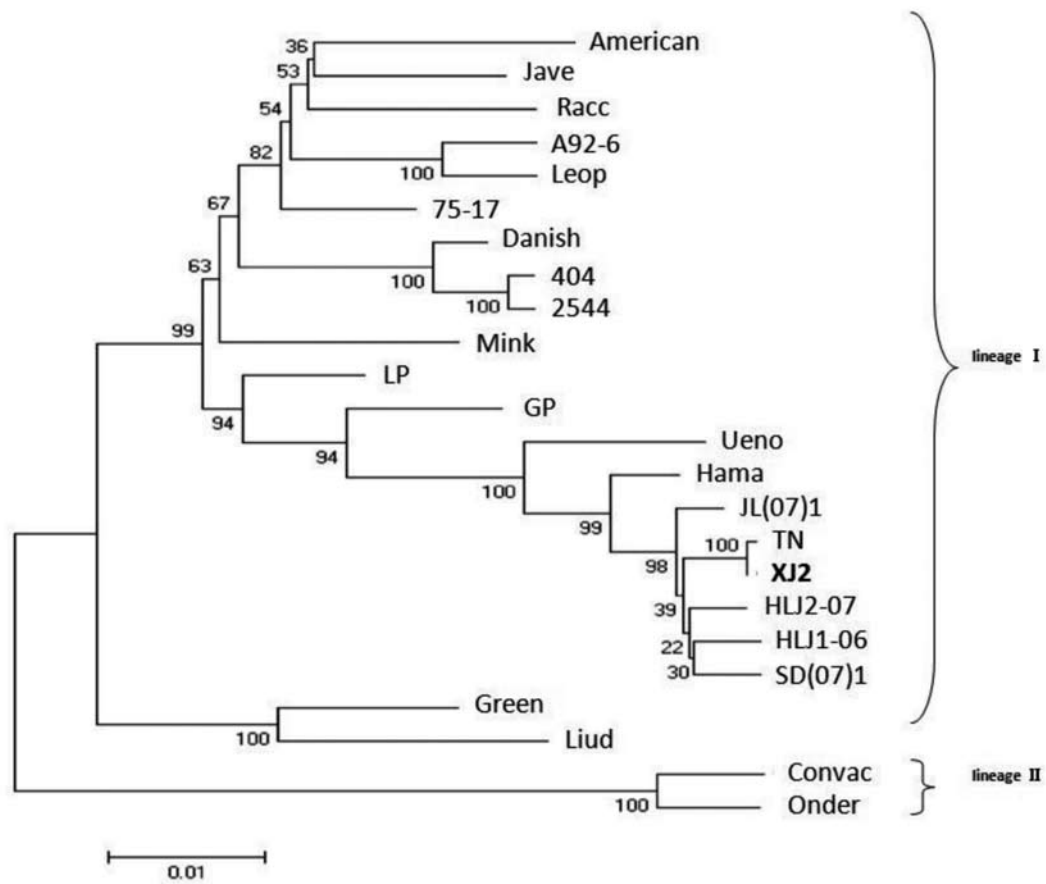 36
American
53
Jave
54
Racc
A92-6
82
100
Leop
67
75-17
Danish
63
100
404
100
2544
99
Mink
LP
94
GP
94
Ueno
100
Hama
99
JL(07)1
100
TN
98
XJ2
39
HLJ2-07
22
HLJ1-06
30
SD(07)1
lineage I
Green
100
Liud
Convac
lineage II
100
Onder
0.01